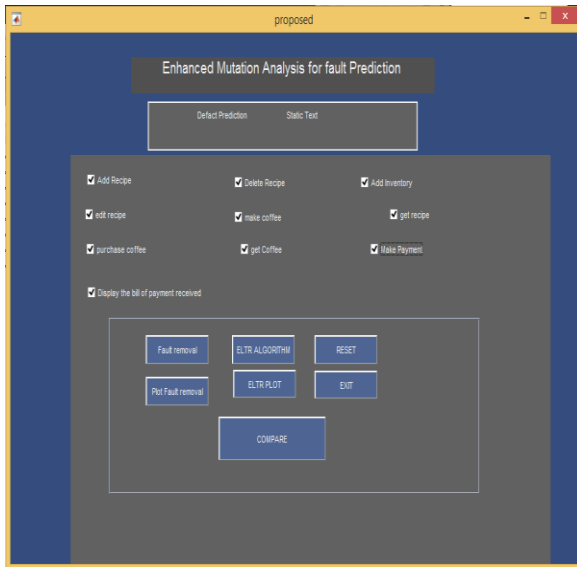 proposed
Enhanced Mutation Analysis for fault Prediction
Defect Prediction Static Text
Add Recipe Delete Recipe Add Inventory
edit recipe make coffee get recipe
purchase coffee get Coffee Make Payment
Display the bill of payment received
Fault removal ELTR ALGORITHM RESET
Plot Fault removal ELTR PLOT EXIT
COMPARE